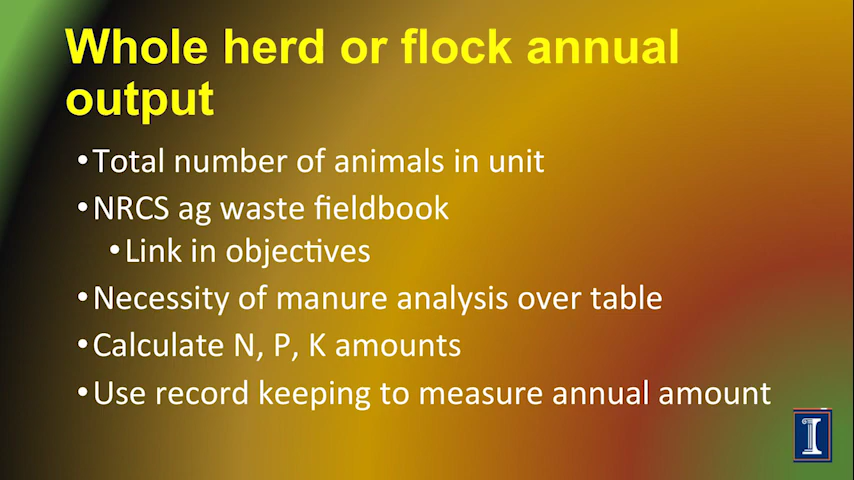 Whole herd or flock annual
output
•Total number of animals in unit
•NRCS ag waste fieldbook
•Link in objectives
•Necessity of manure analysis over table
•Calculate N, P, K amounts
•Use record keeping to measure annual amount
I